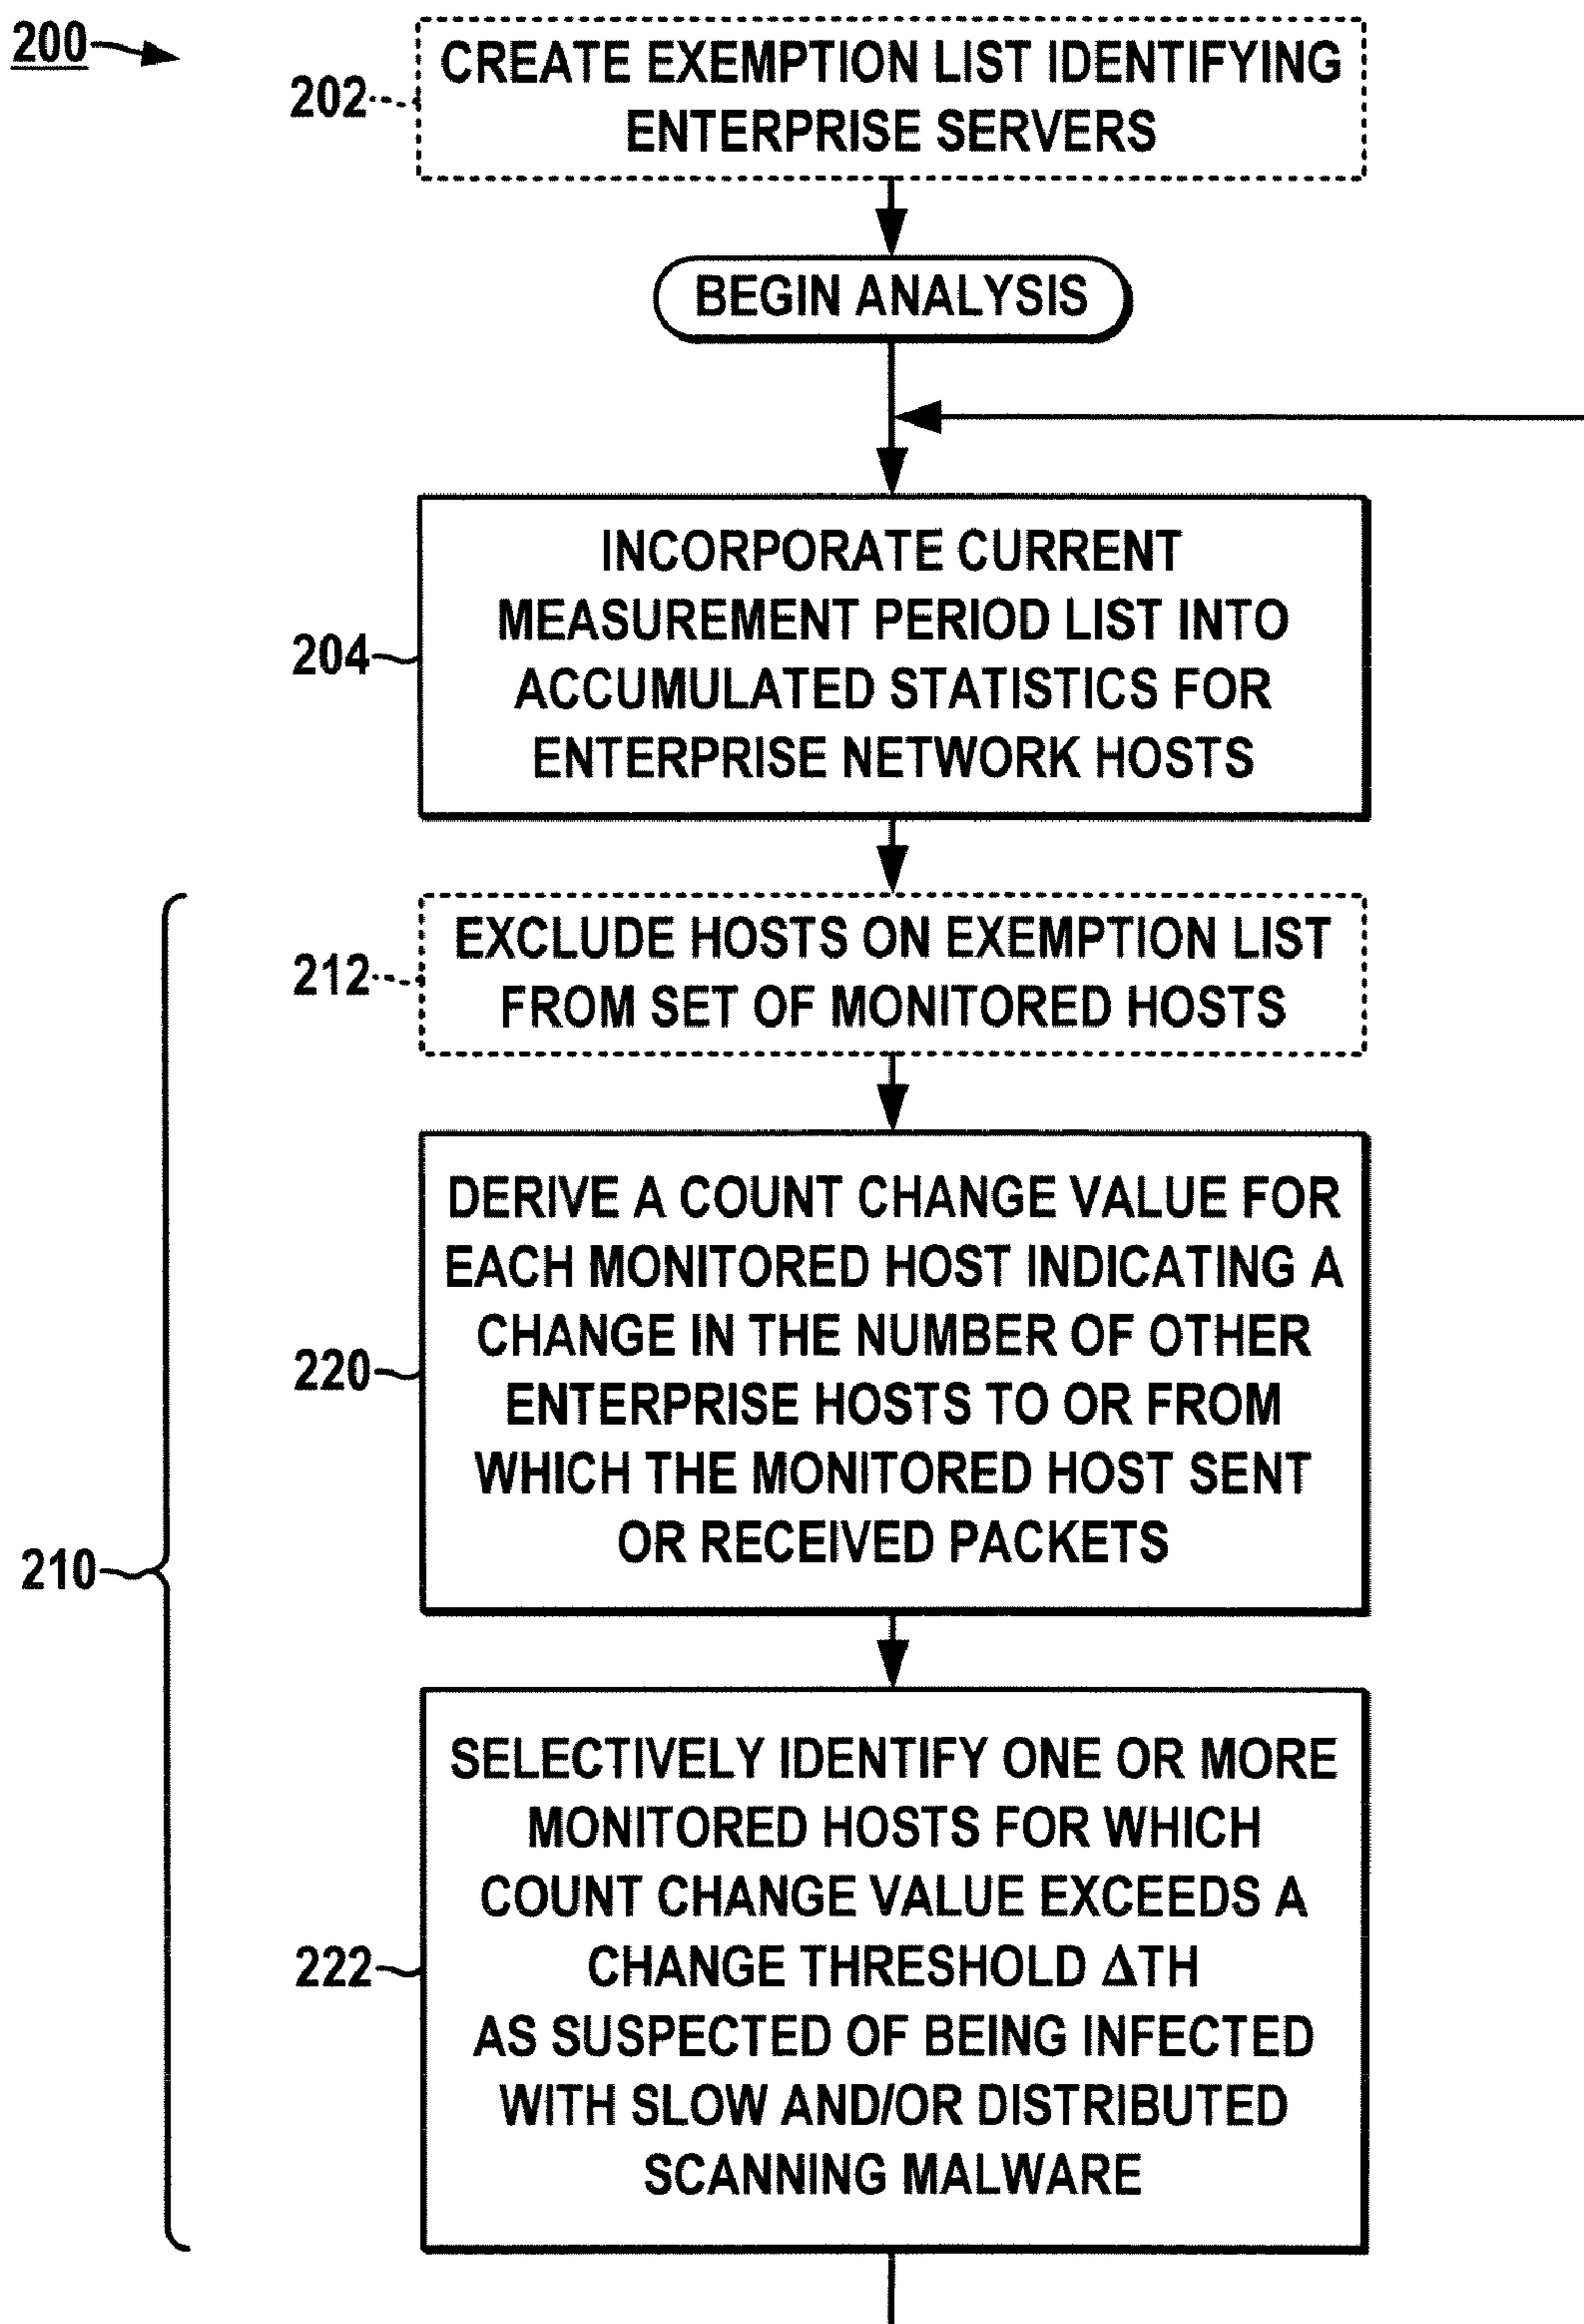 200
202
CREATE EXEMPTION LIST IDENTIFYING
ENTERPRISE SERVERS
BEGIN ANALYSIS
204
INCORPORATE CURRENT
MEASUREMENT PERIOD LIST INTO
ACCUMULATED STATISTICS FOR
ENTERPRISE NETWORK HOSTS
210
212
EXCLUDE HOSTS ON EXEMPTION LIST
FROM SET OF MONITORED HOSTS
220
DERIVE A COUNT CHANGE VALUE FOR
EACH MONITORED HOST INDICATING A
CHANGE IN THE NUMBER OF OTHER
ENTERPRISE HOSTS TO OR FROM
WHICH THE MONITORED HOST SENT
OR RECEIVED PACKETS
222
SELECTIVELY IDENTIFY ONE OR MORE
MONITORED HOSTS FOR WHICH
COUNT CHANGE VALUE EXCEEDS A
CHANGE THRESHOLD ΔTH
AS SUSPECTED OF BEING INFECTED
WITH SLOW AND/OR DISTRIBUTED
SCANNING MALWARE